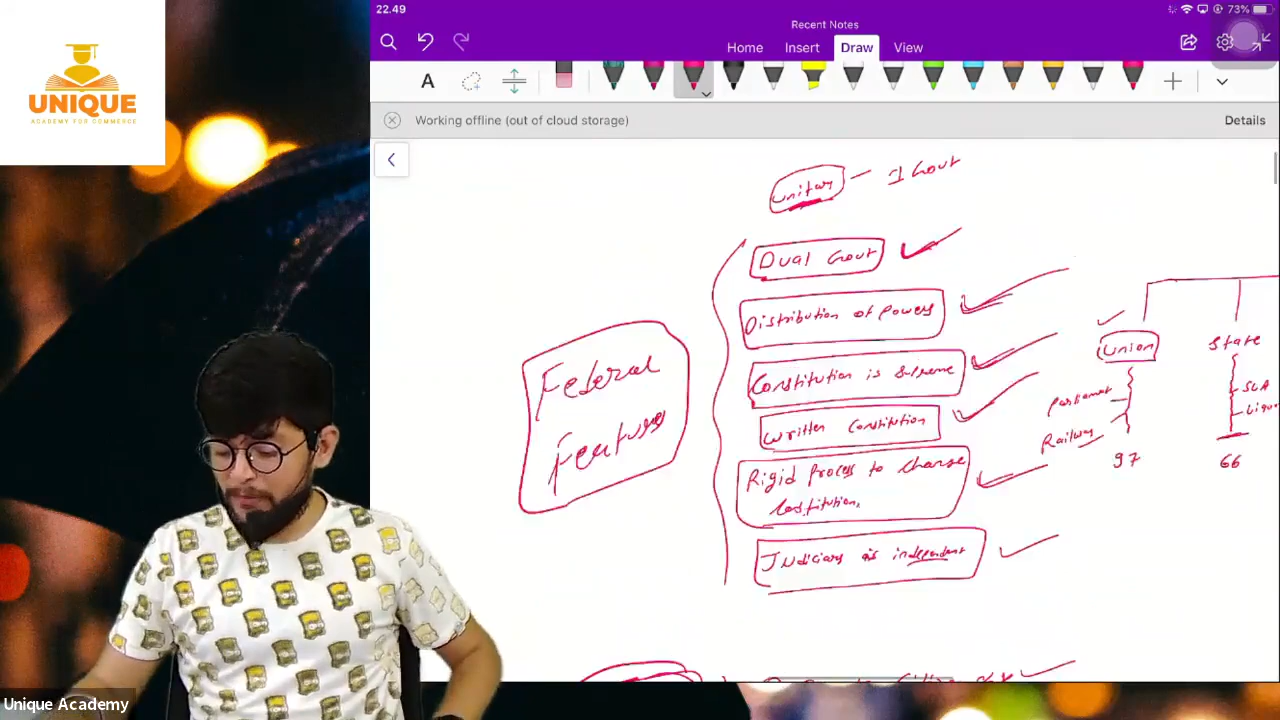 22.49
Recent Notes
73%
Home Insert Draw View
A
Working offline (out of cloud storage)
Details
UNIQUE
ACADEMY FOR COMMERCE
Unitary - 1 Govt
Dual Govt
Distribution of Powers
Constitution is Supreme
Written Constitution
Rigid Process to change
Constitution.
Judiciary is independent
Federal
Features
Union
Parliament
Railway
97
State
SLA
Liquo
66
Unique Academy